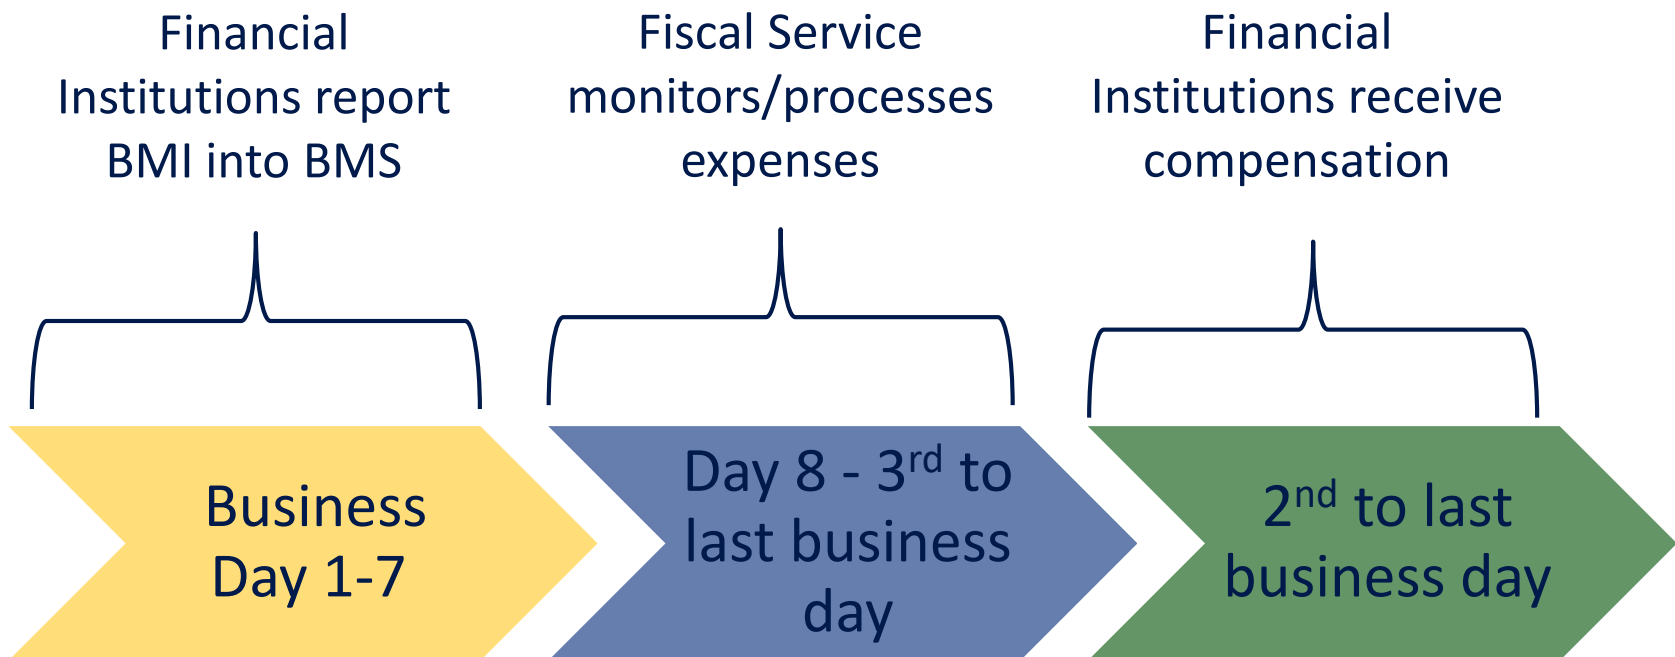 Financial
Institutions report
BMI into BMS
Fiscal Service
monitors/processes
expenses
Financial
Institutions receive
compensation
Business
Day 1-7
Day 8 - 3rd to
last business
day
2nd to last
business day